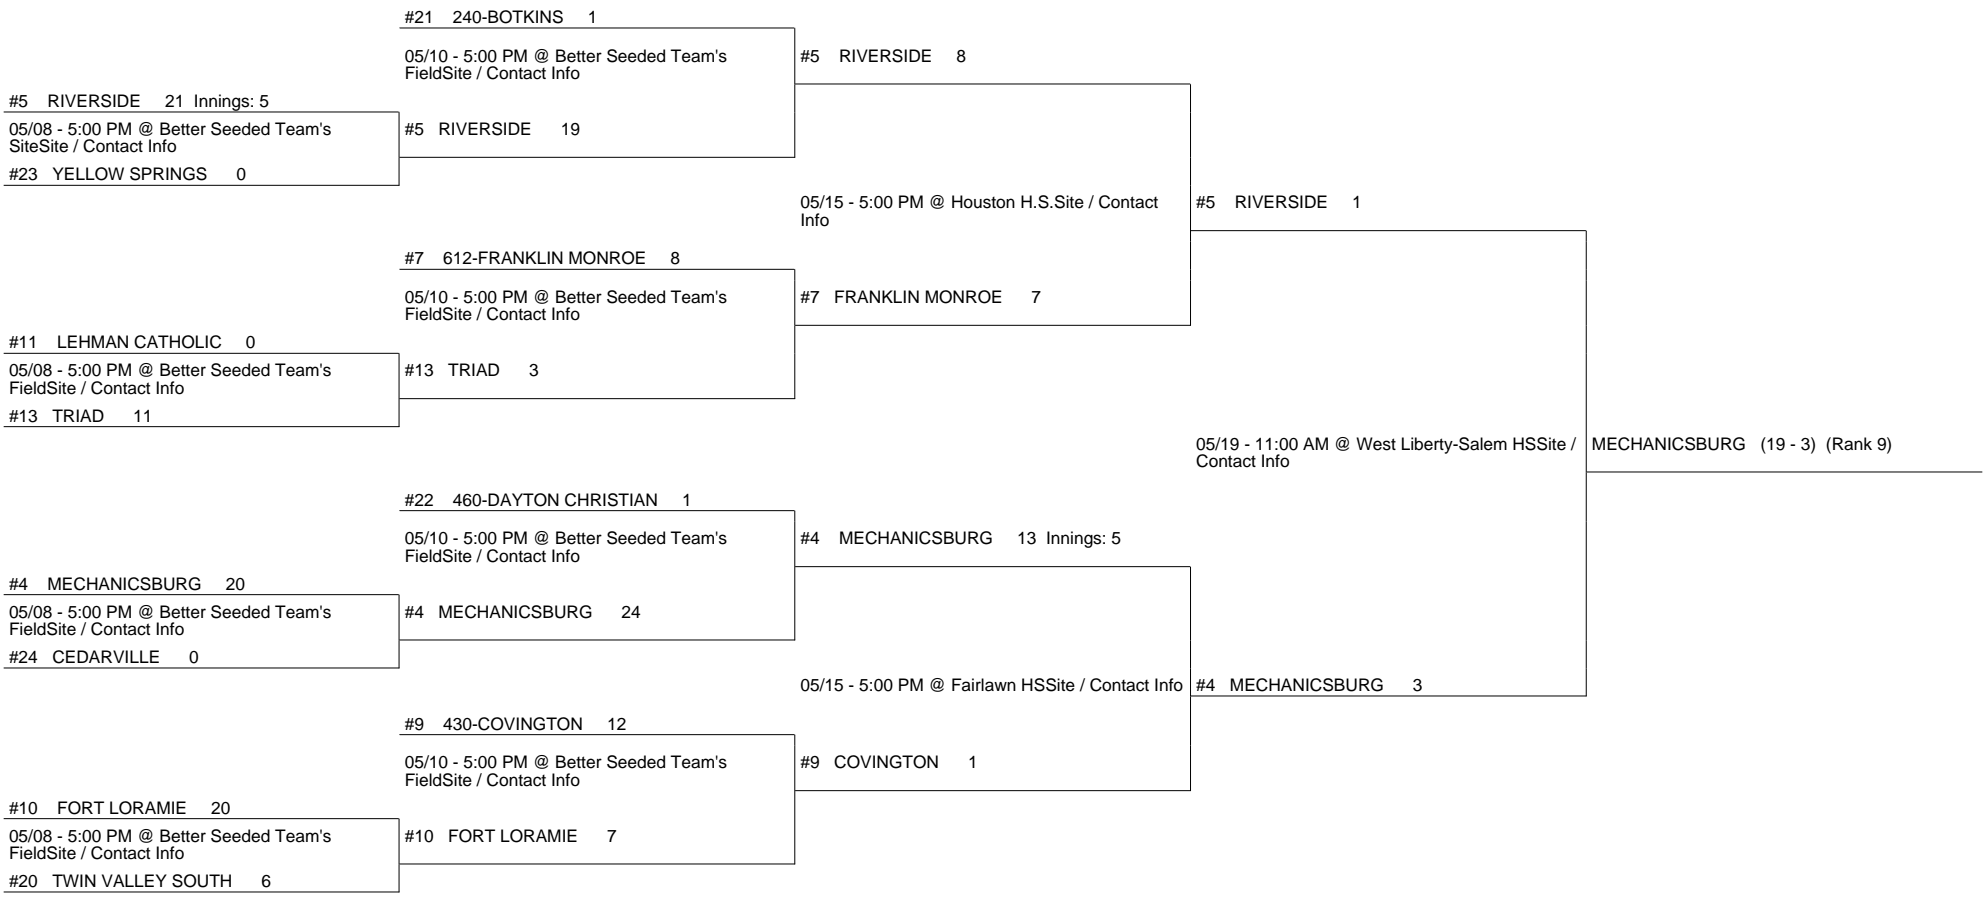 #21 240-BOTKINS 1
05/10 - 5:00 PM @ Better Seeded Team's
FieldSite / Contact Info
#5 RIVERSIDE 8
#5 RIVERSIDE 21 Innings: 5
05/08 - 5:00 PM @ Better Seeded Team's
SiteSite / Contact Info
#5 RIVERSIDE 19
#23 YELLOW SPRINGS 0
05/15 - 5:00 PM @ Houston H.S.Site / Contact
Info
#5 RIVERSIDE 1
#7 612-FRANKLIN MONROE 8
05/10 - 5:00 PM @ Better Seeded Team's
FieldSite / Contact Info
#7 FRANKLIN MONROE 7
#11 LEHMAN CATHOLIC 0
05/08 - 5:00 PM @ Better Seeded Team's
FieldSite / Contact Info
#13 TRIAD 3
#13 TRIAD 11
05/19 - 11:00 AM @ West Liberty-Salem HSSite /
Contact Info
MECHANICSBURG (19 - 3) (Rank 9)
#22 460-DAYTON CHRISTIAN 1
05/10 - 5:00 PM @ Better Seeded Team's
FieldSite / Contact Info
#4 MECHANICSBURG 13 Innings: 5
#4 MECHANICSBURG 20
05/08 - 5:00 PM @ Better Seeded Team's
FieldSite / Contact Info
#4 MECHANICSBURG 24
#24 CEDARVILLE 0
05/15 - 5:00 PM @ Fairlawn HSSite / Contact Info
#4 MECHANICSBURG 3
#9 430-COVINGTON 12
05/10 - 5:00 PM @ Better Seeded Team's
FieldSite / Contact Info
#9 COVINGTON 1
#10 FORT LORAMIE 20
05/08 - 5:00 PM @ Better Seeded Team's
FieldSite / Contact Info
#10 FORT LORAMIE 7
#20 TWIN VALLEY SOUTH 6